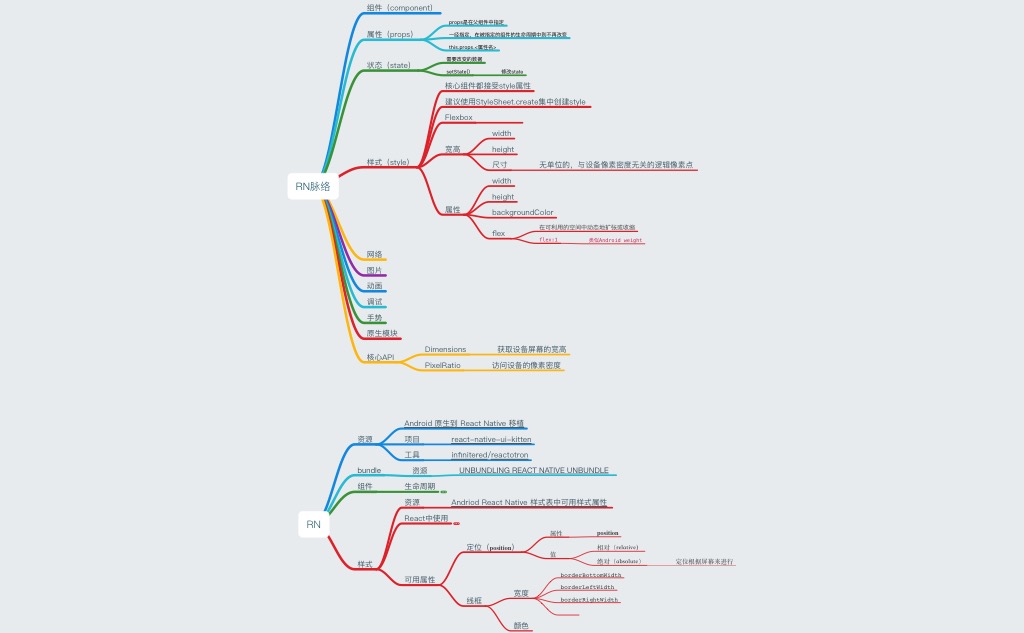 组件（component）
属性（props）
props是在父组件中指定
一经指定，在被指定的组件的生命周期中则不再改变
this.props.<属性名>
状态（state）
需要改变的数据
setState() 修改state
RN脉络
样式（style）
核心组件都接受style属性
建议使用StyleSheet.create集中创建style
Flexbox
宽高
width
height
尺寸 无单位的，与设备像素密度无关的逻辑像素点
属性
width
height
backgroundColor
flex
在可利用的空间中动态地扩张或收缩
flex:1 类似Android weight
网络
图片
动画
调试
手势
原生模块
核心API
Dimensions 获取设备屏幕的宽高
PixelRatio 访问设备的像素密度
RN
资源
Android 原生到 React Native 移植
项目 react-native-ui-kitten
工具 infinitered/reactotron
bundle 资源 UNBUNDLING REACT NATIVE UNBUNDLE
组件 生命周期
样式
资源 Andriod React Native 样式表中可用样式属性
React中使用
可用属性
定位（position）
属性 position
值
相对（relative）
绝对（absolute） 定位根据屏幕来进行
线框
宽度
borderBottomWidth
borderLeftWidth
borderRightWidth
颜色